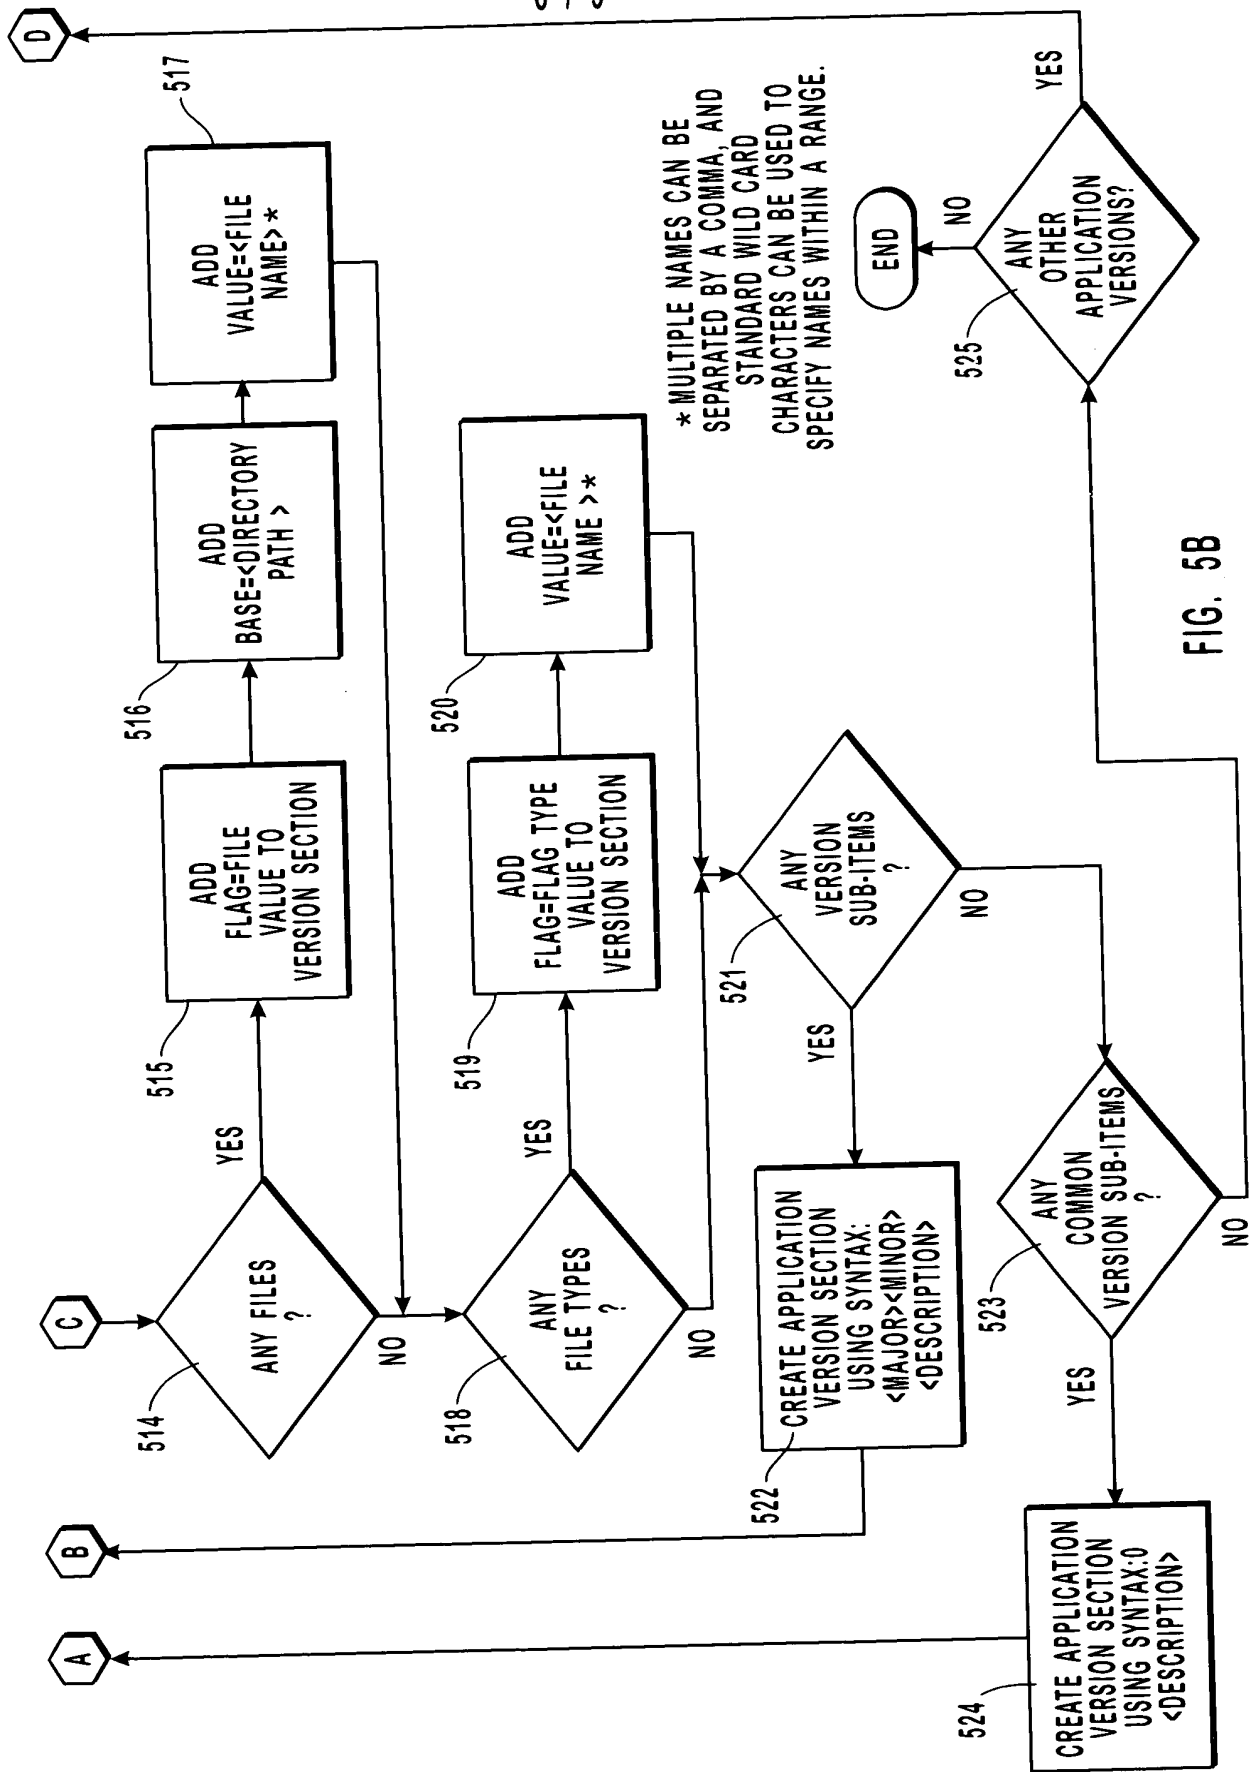 A
B
C
D
514
ANY FILES
?
YES
NO
515
ADD
FLAG=FILE
VALUE TO
VERSION SECTION
516
ADD
BASE=<DIRECTORY
PATH >
517
ADD
VALUE=<FILE
NAME>*
518
ANY
FILE TYPES
?
YES
NO
519
ADD
FLAG=FLAG TYPE
VALUE TO
VERSION SECTION
520
ADD
VALUE=<FILE
NAME >*
* MULTIPLE NAMES CAN BE
SEPARATED BY A COMMA, AND
STANDARD WILD CARD
CHARACTERS CAN BE USED TO
SPECIFY NAMES WITHIN A RANGE.
521
ANY
VERSION
SUB-ITEMS
?
YES
NO
522
CREATE APPLICATION
VERSION SECTION
USING SYNTAX:
<MAJOR><MINOR>
<DESCRIPTION>
523
ANY
COMMON
VERSION SUB-ITEMS
?
YES
NO
524
CREATE APPLICATION
VERSION SECTION
USING SYNTAX:0
<DESCRIPTION>
525
ANY
OTHER
APPLICATION
VERSIONS?
YES
NO
END
FIG. 5B